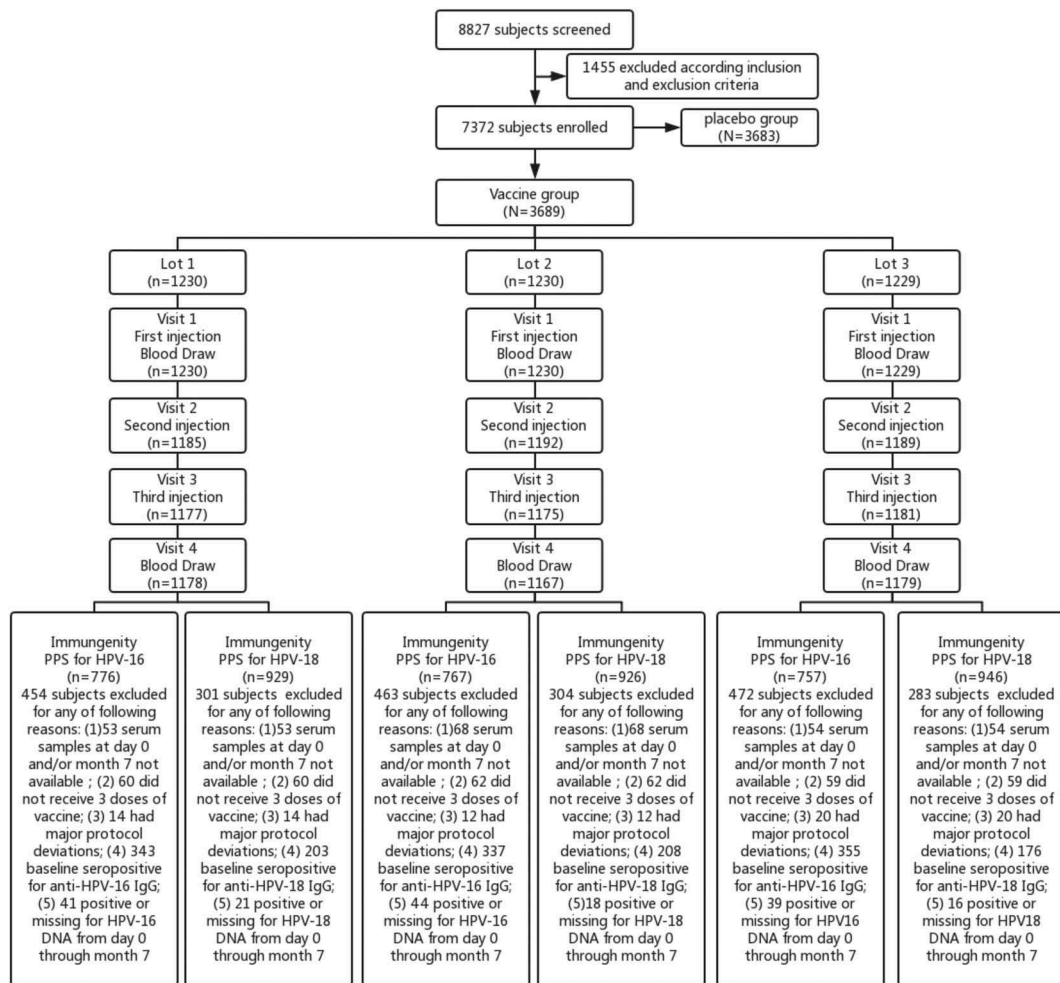 8827 subjects screened
1455 excluded according inclusion
and exclusion criteria
7372 subjects enrolled
placebo group
(N=3683)
Vaccine group
(N=3689)
Lot 1
(n=1230)
Lot 2
(n=1230)
Lot 3
(n=1229)
Visit 1
First injection
Blood Draw
(n=1230)
Visit 1
First injection
Blood Draw
(n=1230)
Visit 1
First injection
Blood Draw
(n=1229)
Visit 2
Second injection
(n=1185)
Visit 2
Second injection
(n=1192)
Visit 2
Second injection
(n=1189)
Visit 3
Third injection
(n=1177)
Visit 3
Third injection
(n=1175)
Visit 3
Third injection
(n=1181)
Visit 4
Blood Draw
(n=1178)
Visit 4
Blood Draw
(n=1167)
Visit 4
Blood Draw
(n=1179)
Immungenity
PPS for HPV-16
(n=776)
454 subjects excluded
for any of following
reasons: (1)53 serum
samples at day 0
and/or month 7 not
available ; (2) 60 did
not receive 3 doses of
vaccine; (3) 14 had
major protocol
deviations; (4) 343
baseline seropositive
for anti-HPV-16 IgG;
(5) 41 positive or
missing for HPV-16
DNA from day 0
through month 7
Immungenity
PPS for HPV-18
(n=929)
301 subjects excluded
for any of following
reasons: (1)53 serum
samples at day 0
and/or month 7 not
available ; (2) 60 did
not receive 3 doses of
vaccine; (3) 14 had
major protocol
deviations; (4) 203
baseline seropositive
for anti-HPV-18 IgG;
(5) 21 positive or
missing for HPV-18
DNA from day 0
through month 7
Immungenity
PPS for HPV-16
(n=767)
463 subjects excluded
for any of following
reasons: (1)68 serum
samples at day 0
and/or month 7 not
available ; (2) 62 did
not receive 3 doses of
vaccine; (3) 12 had
major protocol
deviations; (4) 337
baseline seropositive
for anti-HPV-16 IgG;
(5) 44 positive or
missing for HPV-16
DNA from day 0
through month 7
Immungenity
PPS for HPV-18
(n=926)
304 subjects excluded
for any of following
reasons: (1)68 serum
samples at day 0
and/or month 7 not
available ; (2) 62 did
not receive 3 doses of
vaccine; (3) 12 had
major protocol
deviations; (4) 208
baseline seropositive
for anti-HPV-18 IgG;
(5)18 positive or
missing for HPV-18
DNA from day 0
through month 7
Immungenity
PPS for HPV-16
(n=757)
472 subjects excluded
for any of following
reasons: (1)54 serum
samples at day 0
and/or month 7 not
available ; (2) 59 did
not receive 3 doses of
vaccine; (3) 20 had
major protocol
deviations; (4) 355
baseline seropositive
for anti-HPV-16 IgG;
(5) 39 positive or
missing for HPV16
DNA from day 0
through month 7
Immungenity
PPS for HPV-18
(n=946)
283 subjects excluded
for any of following
reasons: (1)54 serum
samples at day 0
and/or month 7 not
available ; (2) 59 did
not receive 3 doses of
vaccine; (3) 20 had
major protocol
deviations; (4) 176
baseline seropositive
for anti-HPV-18 IgG;
(5) 16 positive or
missing for HPV18
DNA from day 0
through month 7